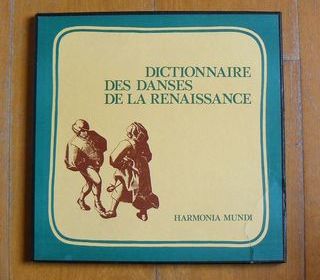 DICTIONNAIRE
DES DANSES
DE LA RENAISSANCE
HARMONIA MUNDI